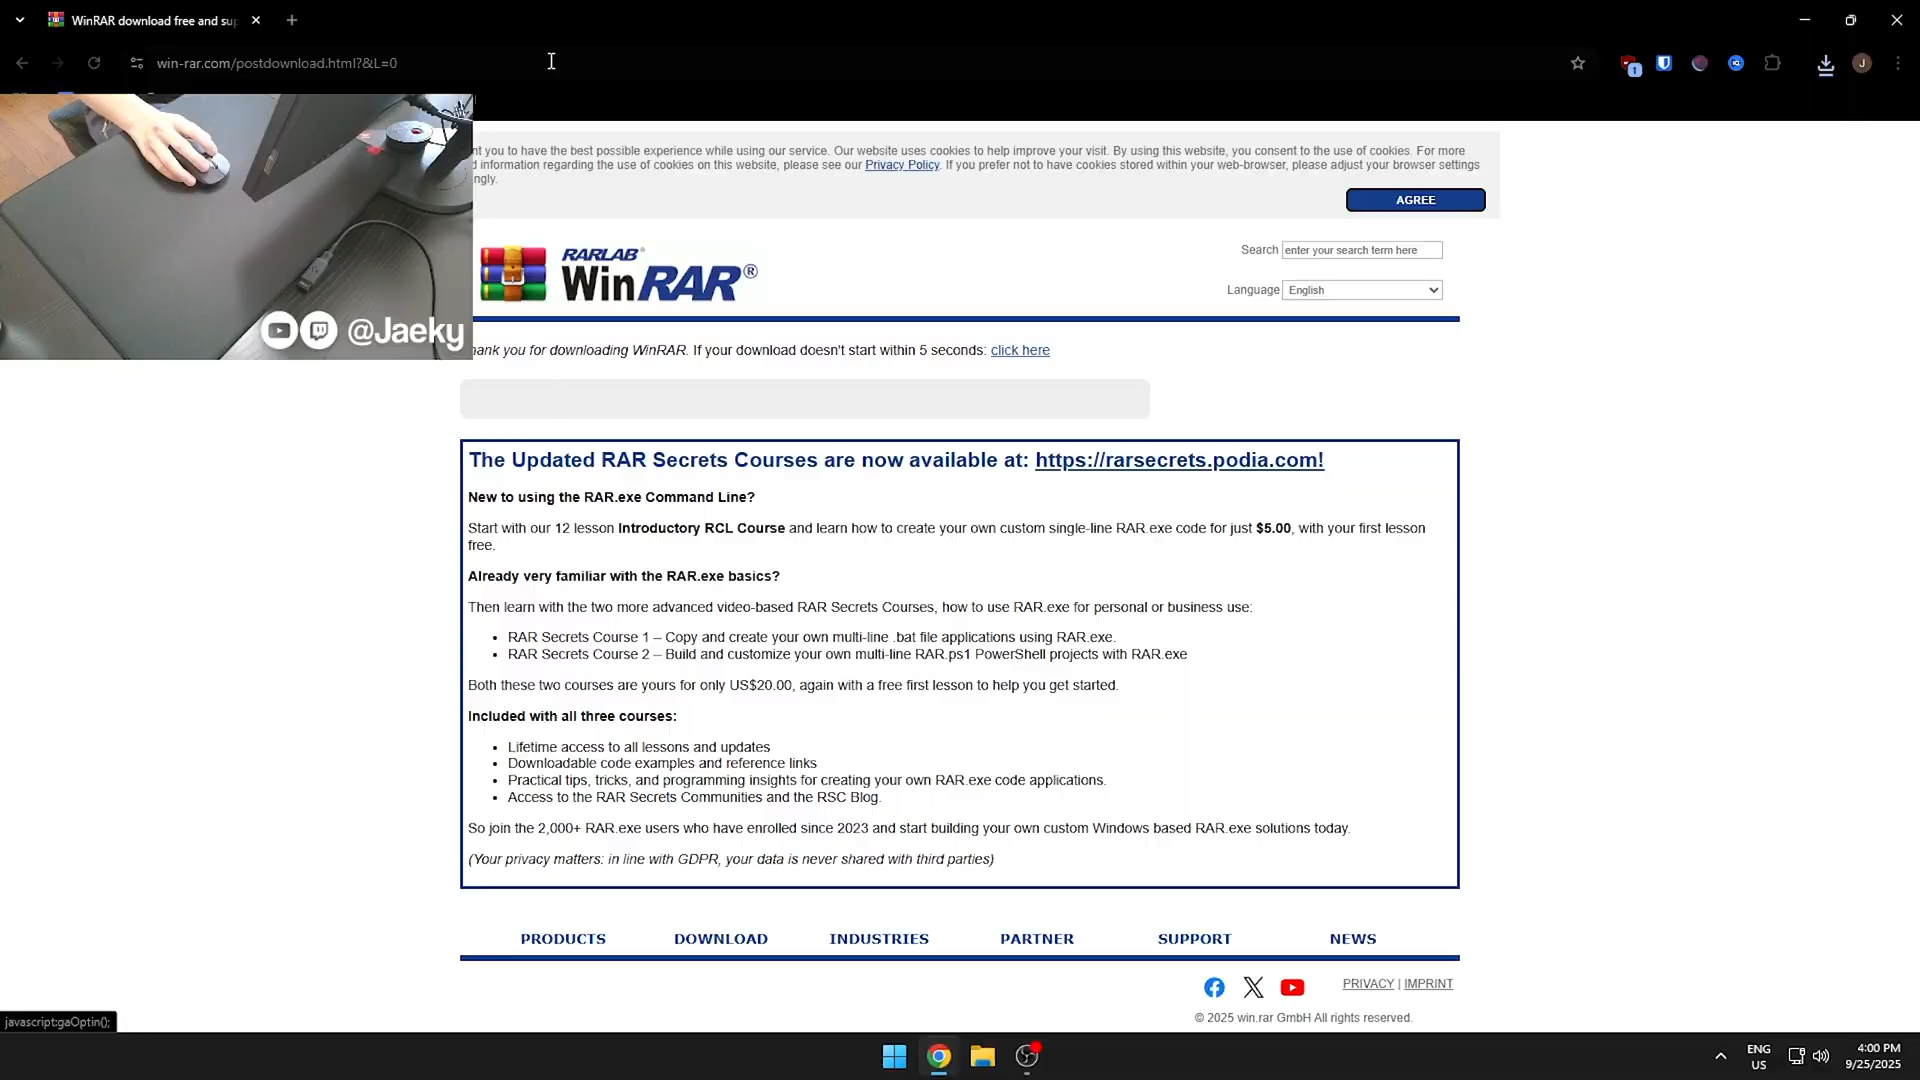 WinRAR download free and sup
win-rar.com/postdownload.html?&L=0
1
J
nt you to have the best possible experience while using our service. Our website uses cookies to help improve your visit. By using this website, you consent to the use of cookies. For more
d information regarding the use of cookies on this website, please see our Privacy Policy. If you prefer not to have cookies stored within your web-browser, please adjust your browser settings
ngly.
AGREE
RARLAB®
WinRAR®
Search enter your search term here
Language English
@Jaeky
hank you for downloading WinRAR. If your download doesn't start within 5 seconds: click here
The Updated RAR Secrets Courses are now available at: https://rarsecrets.podia.com!
New to using the RAR.exe Command Line?
Start with our 12 lesson Introductory RCL Course and learn how to create your own custom single-line RAR.exe code for just $5.00, with your first lesson
free.
Already very familiar with the RAR.exe basics?
Then learn with the two more advanced video-based RAR Secrets Courses, how to use RAR.exe for personal or business use:
• RAR Secrets Course 1 – Copy and create your own multi-line .bat file applications using RAR.exe.
• RAR Secrets Course 2 – Build and customize your own multi-line RAR.ps1 PowerShell projects with RAR.exe
Both these two courses are yours for only US$20.00, again with a free first lesson to help you get started.
Included with all three courses:
• Lifetime access to all lessons and updates
• Downloadable code examples and reference links
• Practical tips, tricks, and programming insights for creating your own RAR.exe code applications.
• Access to the RAR Secrets Communities and the RSC Blog.
So join the 2,000+ RAR.exe users who have enrolled since 2023 and start building your own custom Windows based RAR.exe solutions today.
(Your privacy matters: in line with GDPR, your data is never shared with third parties)
PRODUCTS DOWNLOAD INDUSTRIES PARTNER SUPPORT NEWS
PRIVACY | IMPRINT
© 2025 win.rar GmbH All rights reserved.
javascript:gaOptin();
ENG
US
4:00 PM
9/25/2025